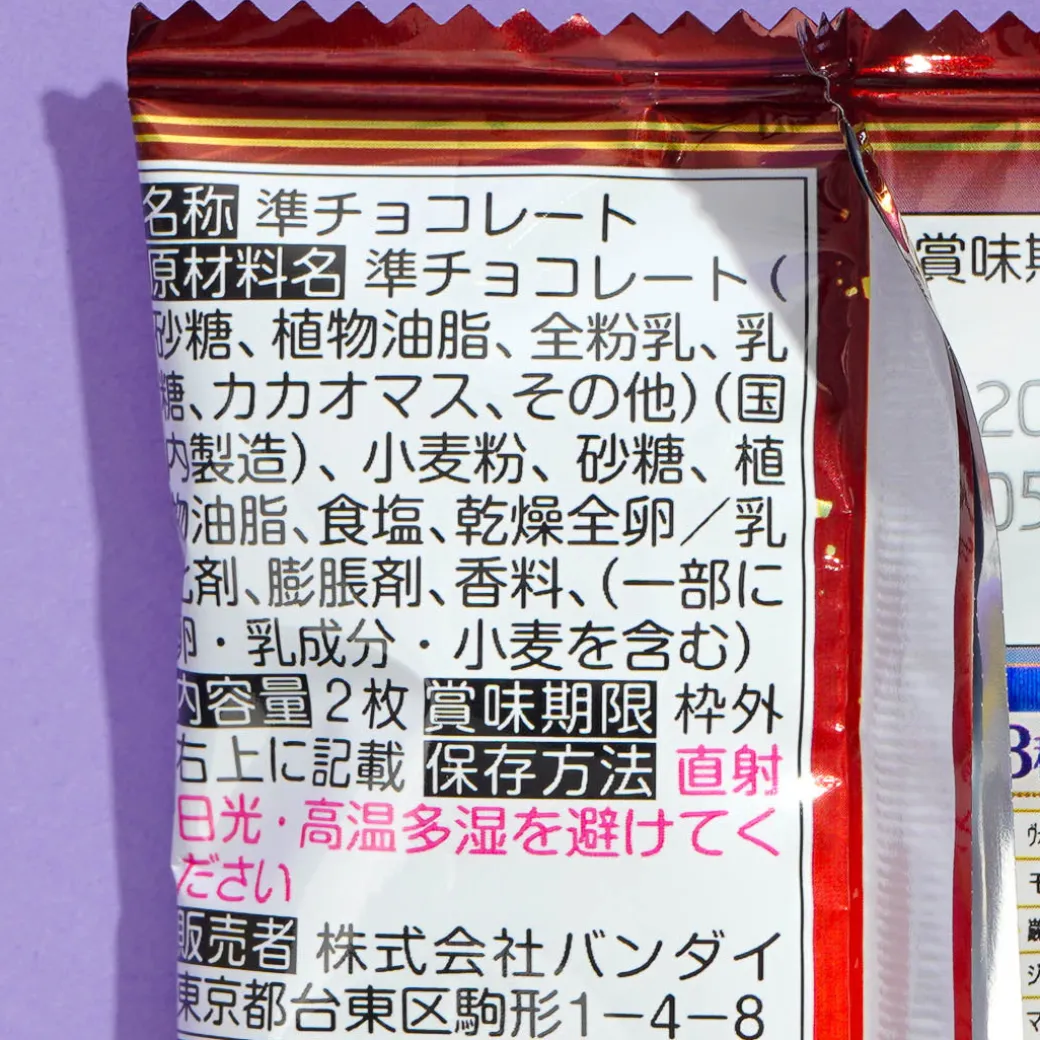 名称 準チョコレート
原材料名 準チョコレート(
砂糖、植物油脂、全粉乳、乳
糖、カカオマス、その他)(国
内製造)、小麦粉、砂糖、植
物油脂、食塩、乾燥全卵/乳
化剤、膨脹剤、香料、(一部に
卵・乳成分・小麦を含む)
内容量 2枚 賞味期限 枠外
右上に記載 保存方法 直射
日光・高温多湿を避けてく
ださい
販売者 株式会社バンダイ
東京都台東区駒形1-4-8
賞味期
20
05